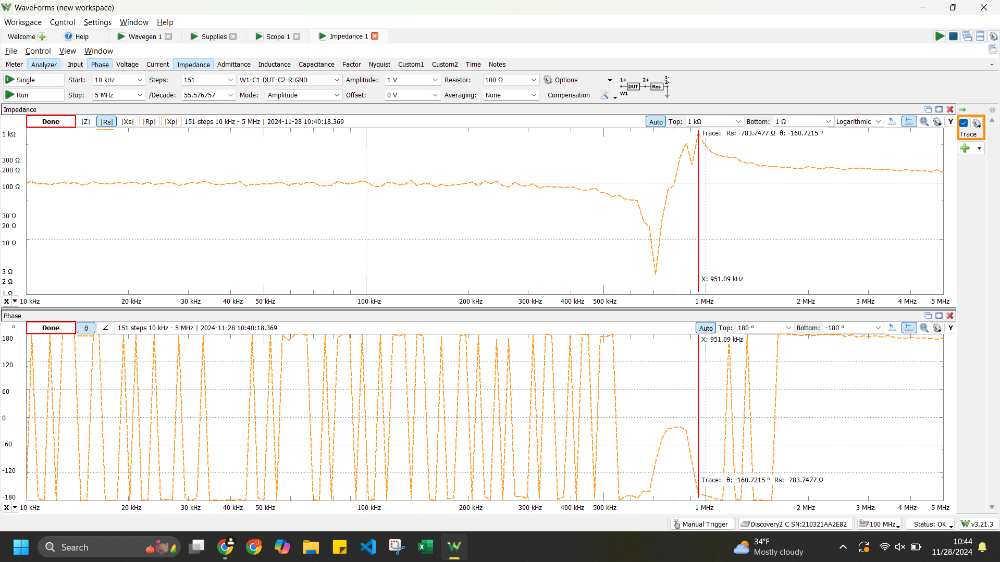 WaveForms (new workspace)
Workspace Control Settings Window Help
Welcome Help Wavegen 1 Supplies Scope 1 Impedance 1
File Control View Window
Meter Analyzer Input Phase Voltage Current Impedance Admittance Inductance Capacitance Factor Nyquist Custom1 Custom2 Time Notes -
1 Single Start: 10 kHz Steps: 151 W1-C1-DUT-C2-R-GND Amplitude: 1 V Resistor: 100 Ω Options 1+ 2+ 1- 2- DUT Res W1
Run Stop: 5 MHz /Decade: 55.576757 Mode: Amplitude Offset: 0 V Averaging: None Compensation
Impedance
Done |Z| |Rs| |Xs| |Rp| |Xp| 151 steps 10 kHz - 5 MHz | 2024-11-28 10:40:18.369 Auto Top: 1 kΩ Bottom: 1 Ω Logarithmic Y
Trace
1 kΩ
Trace: Rs: -783.7477 Ω θ: -160.7215 °
300 Ω
200 Ω
100 Ω
30 Ω
20 Ω
10 Ω
3 Ω
2 Ω
X: 951.09 kHz
1 Ω
X 10 kHz 20 kHz 30 kHz 40 kHz 50 kHz 100 kHz 200 kHz 300 kHz 400 kHz 500 kHz 1 MHz 2 MHz 3 MHz 4 MHz 5 MHz
Phase
° Done θ ∠ 151 steps 10 kHz - 5 MHz | 2024-11-28 10:40:18.369 Auto Top: 180 ° Bottom: -180 ° Y
180
X: 951.09 kHz
120
60
0
-60
-120
Trace: θ: -160.7215 ° Rs: -783.7477 Ω
-180
X 10 kHz 20 kHz 30 kHz 40 kHz 50 kHz 100 kHz 200 kHz 300 kHz 400 kHz 500 kHz 1 MHz 2 MHz 3 MHz 4 MHz 5 MHz
Manual Trigger Discovery2 C SN:210321AA2E82 100 MHz Status: OK v3.21.3
Search 34°F Mostly cloudy 10:44 11/28/2024